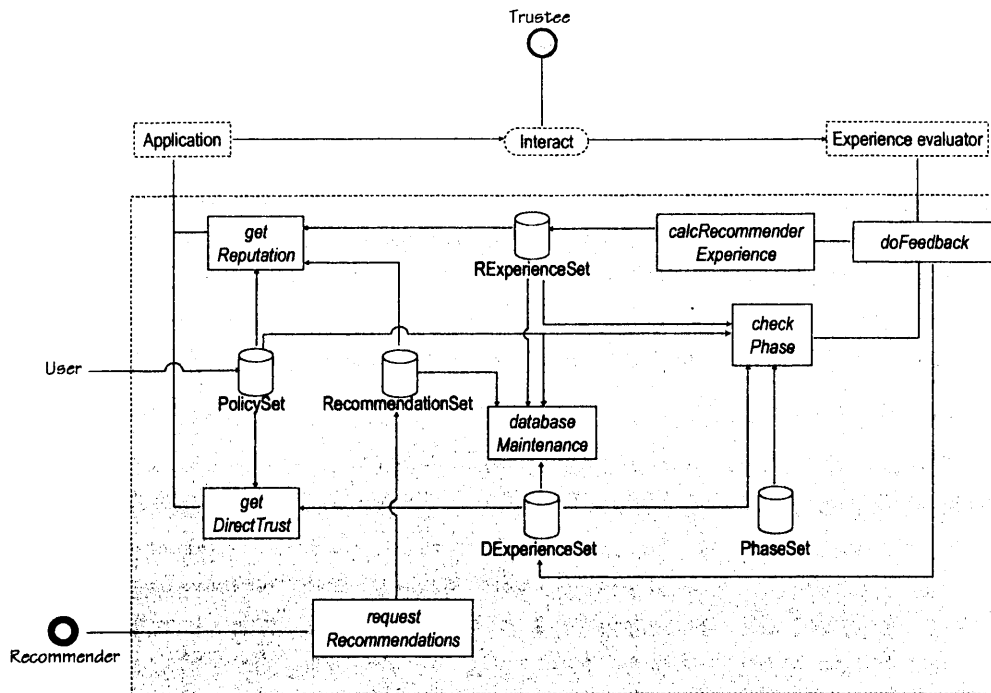 Trustee
Application
Interact
Experience evaluator
get
Reputation
RExperienceSet
calcRecommender
Experience
doFeedback
check
Phase
User
PolicySet
RecommendationSet
database
Maintenance
get
DirectTrust
DExperienceSet
PhaseSet
request
Recommendations
Recommender